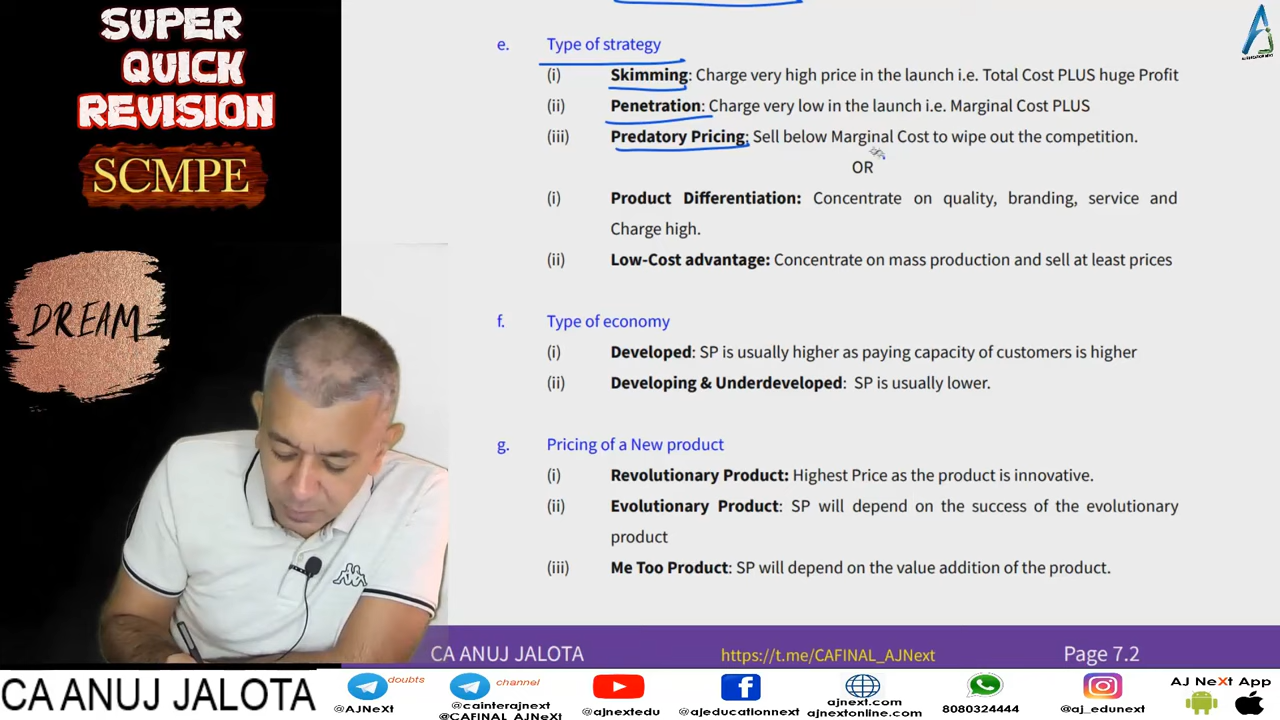 SUPER
QUICK
REVISION
SCMPE
DREAM
e. Type of strategy
(i) Skimming: Charge very high price in the launch i.e. Total Cost PLUS huge Profit
(ii) Penetration: Charge very low in the launch i.e. Marginal Cost PLUS
(iii) Predatory Pricing: Sell below Marginal Cost to wipe out the competition.
OR
(i) Product Differentiation: Concentrate on quality, branding, service and
Charge high.
(ii) Low-Cost advantage: Concentrate on mass production and sell at least prices
f. Type of economy
(i) Developed: SP is usually higher as paying capacity of customers is higher
(ii) Developing & Underdeveloped: SP is usually lower.
g. Pricing of a New product
(i) Revolutionary Product: Highest Price as the product is innovative.
(ii) Evolutionary Product: SP will depend on the success of the evolutionary
product
(iii) Me Too Product: SP will depend on the value addition of the product.
CA ANUJ JALOTA https://t.me/CAFINAL_AJNext Page 7.2
CA ANUJ JALOTA
doubts
@AJNeXt
channel
@cainterajnext
@CAFINAL_AJNext
@ajnextedu
@ajeducationnext
ajnext.com
ajnextonline.com
8080324444
@aj_edunext
AJ NeXt App